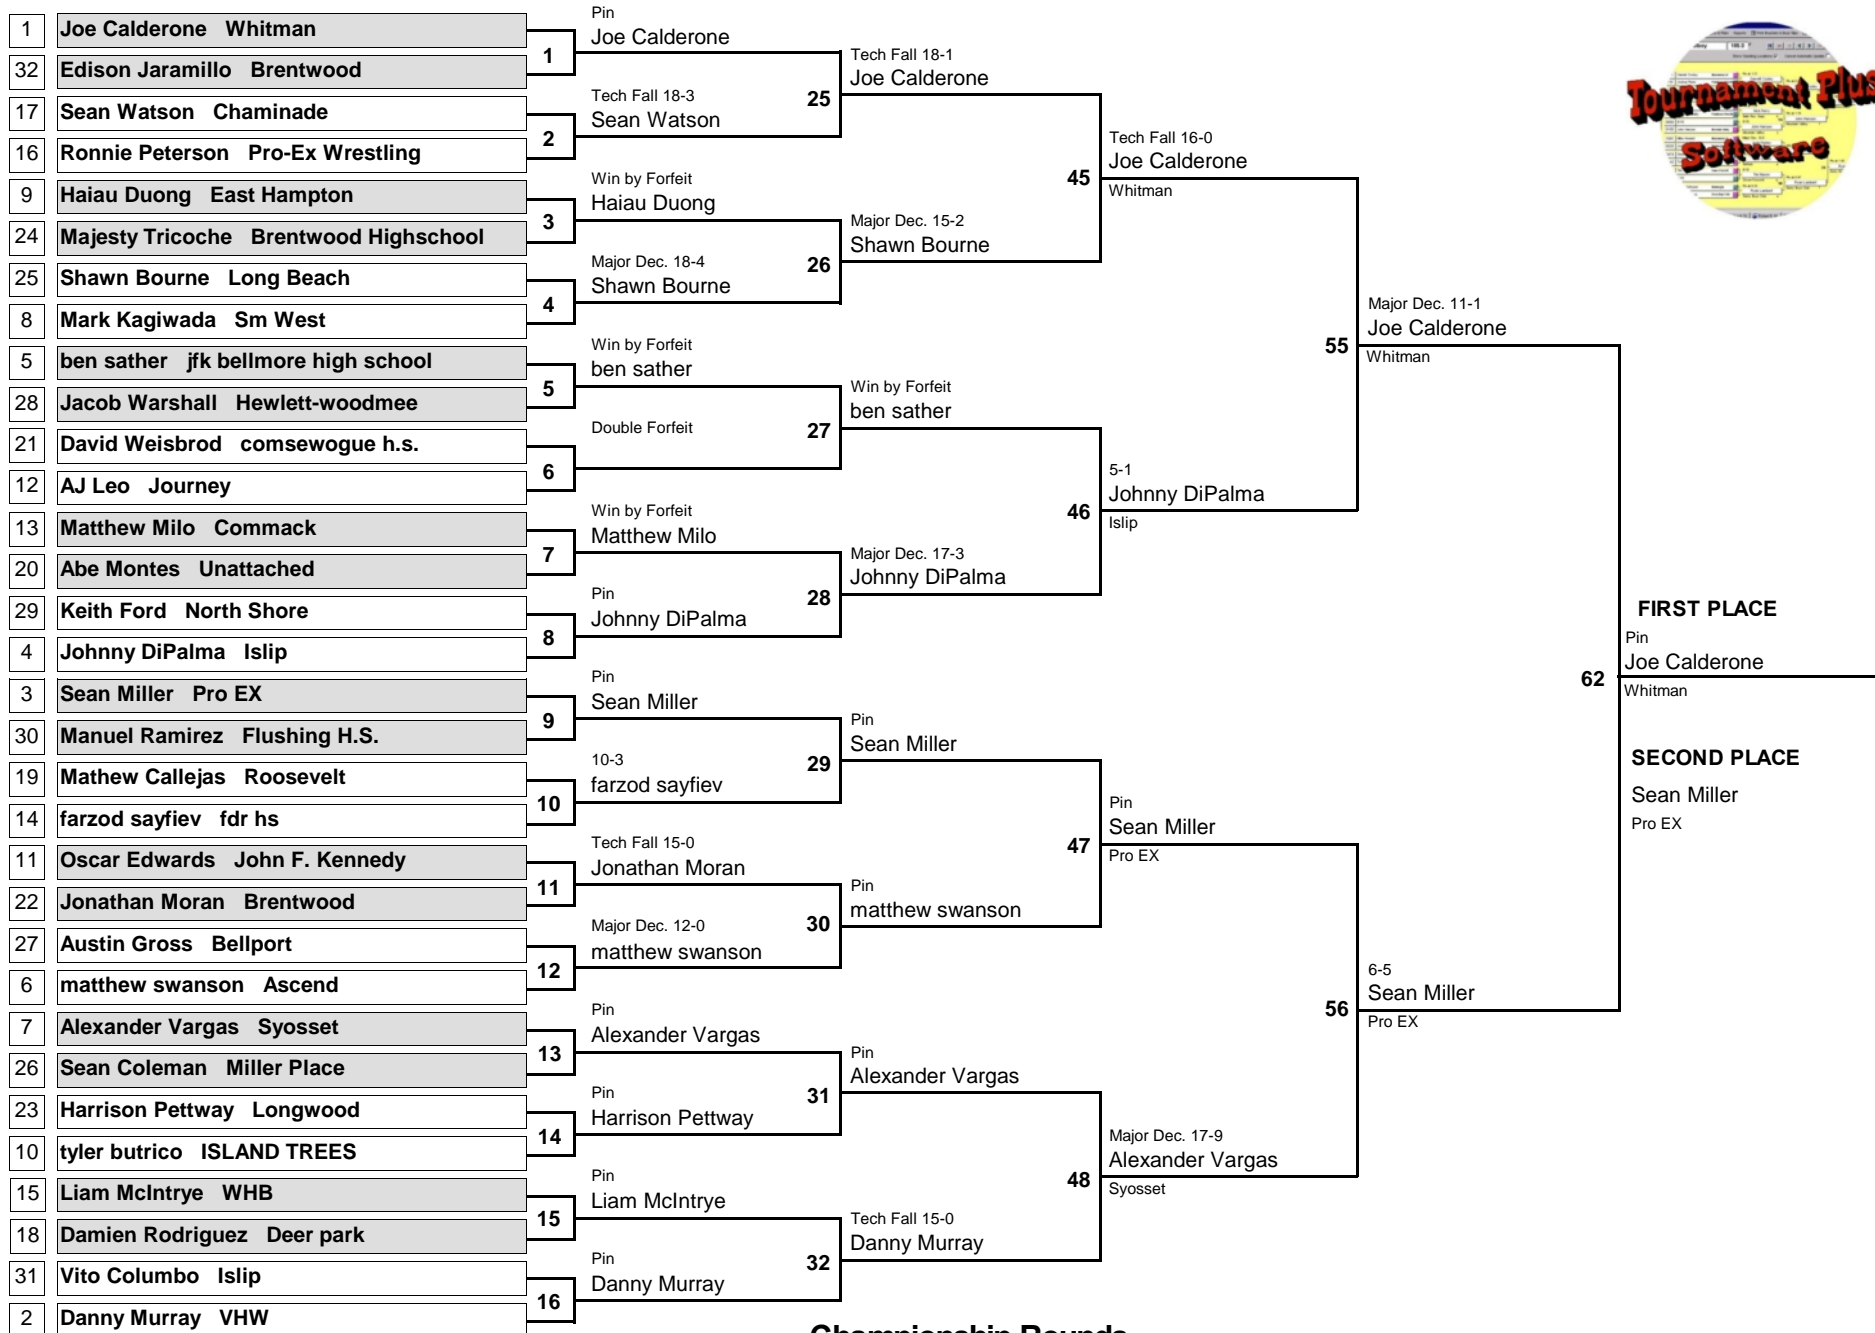 1 Joe Calderone Whitman
32 Edison Jaramillo Brentwood
17 Sean Watson Chaminade
16 Ronnie Peterson Pro-Ex Wrestling
9 Haiau Duong East Hampton
24 Majesty Tricoche Brentwood Highschool
25 Shawn Bourne Long Beach
8 Mark Kagiwada Sm West
5 ben sather jfk bellmore high school
28 Jacob Warshall Hewlett-woodmee
21 David Weisbrod comsewogue h.s.
12 AJ Leo Journey
13 Matthew Milo Commack
20 Abe Montes Unattached
29 Keith Ford North Shore
4 Johnny DiPalma Islip
3 Sean Miller Pro EX
30 Manuel Ramirez Flushing H.S.
19 Mathew Callejas Roosevelt
14 farzod sayfiev fdr hs
11 Oscar Edwards John F. Kennedy
22 Jonathan Moran Brentwood
27 Austin Gross Bellport
6 matthew swanson Ascend
7 Alexander Vargas Syosset
26 Sean Coleman Miller Place
23 Harrison Pettway Longwood
10 tyler butrico ISLAND TREES
15 Liam McIntrye WHB
18 Damien Rodriguez Deer park
31 Vito Columbo Islip
2 Danny Murray VHW
Pin
1 Joe Calderone
Tech Fall 18-3
2 Sean Watson
Win by Forfeit
3 Haiau Duong
Major Dec. 18-4
4 Shawn Bourne
Win by Forfeit
5 ben sather
Double Forfeit
6
Win by Forfeit
7 Matthew Milo
Pin
8 Johnny DiPalma
Pin
9 Sean Miller
10-3
10 farzod sayfiev
Tech Fall 15-0
11 Jonathan Moran
Major Dec. 12-0
12 matthew swanson
Pin
13 Alexander Vargas
Pin
14 Harrison Pettway
Pin
15 Liam McIntrye
Pin
16 Danny Murray
Tech Fall 18-1
25 Joe Calderone
Major Dec. 15-2
26 Shawn Bourne
Win by Forfeit
27 ben sather
Major Dec. 17-3
28 Johnny DiPalma
Pin
29 Sean Miller
Pin
30 matthew swanson
Pin
31 Alexander Vargas
Tech Fall 15-0
32 Danny Murray
Tech Fall 16-0
45 Joe Calderone
Whitman
5-1
46 Johnny DiPalma
Islip
Pin
47 Sean Miller
Pro EX
Major Dec. 17-9
48 Alexander Vargas
Syosset
Major Dec. 11-1
55 Joe Calderone
Whitman
6-5
56 Sean Miller
Pro EX
FIRST PLACE
Pin
62 Joe Calderone
Whitman
SECOND PLACE
Sean Miller
Pro EX
Tournament Plus
Software
Championship Rounds